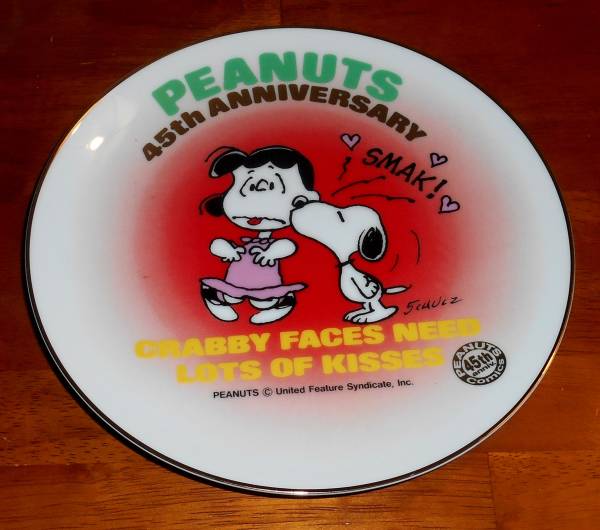 PEANUTS
45th ANNIVERSARY
SMAK!
SCHULZ
CRABBY FACES NEED
LOTS OF KISSES
PEANUTS © United Feature Syndicate, Inc.
PEANUTS
45th
anniv.
Comics